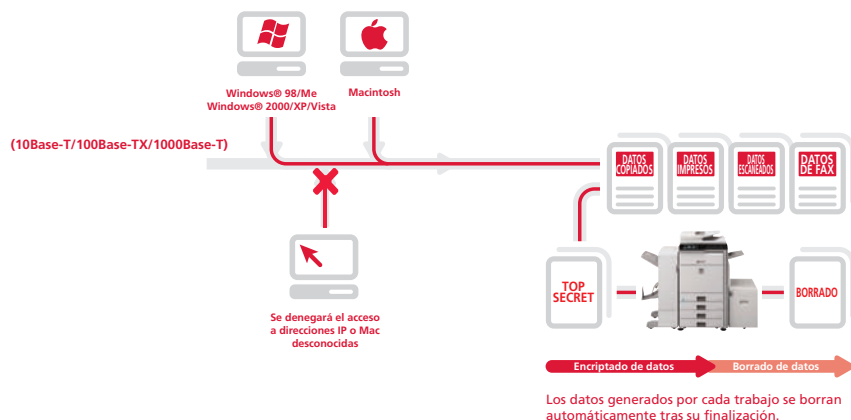 Windows® 98/Me
Windows® 2000/XP/Vista
Macintosh
(10Base-T/100Base-TX/1000Base-T)
DATOS
COPIADOS
DATOS
IMPRESOS
DATOS
ESCANEADOS
DATOS
DE FAX
Se denegará el acceso
a direcciones IP o Mac
desconocidas
TOP
SECRET
BORRADO
Encriptado de datos
Borrado de datos
Los datos generados por cada trabajo se borran
automáticamente tras su finalización.